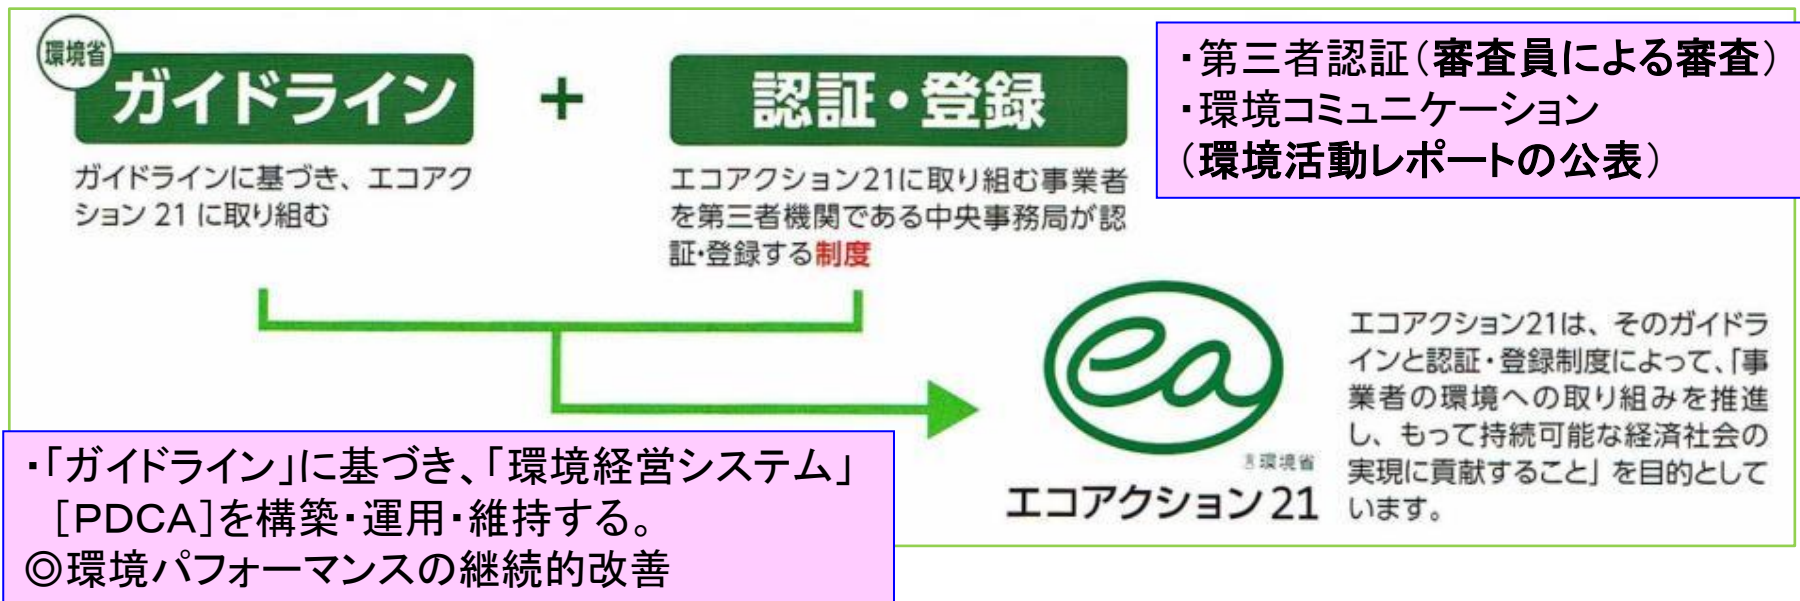 環境省
ガイドライン
+
認証・登録
ガイドラインに基づき、エコアク
ション 21 に取り組む
エコアクション21に取り組む事業者
を第三者機関である中央事務局が認
証・登録する制度
・第三者認証(審査員による審査)
・環境コミュニケーション
(環境活動レポートの公表)
ea
環境省
エコアクション 21
エコアクション21は、そのガイドラ
インと認証・登録制度によって、「事
業者の環境への取り組みを推進
し、もって持続可能な経済社会の
実現に貢献すること」を目的として
います。
・「ガイドライン」に基づき、「環境経営システム」
[PDCA]を構築・運用・維持する。
◎環境パフォーマンスの継続的改善